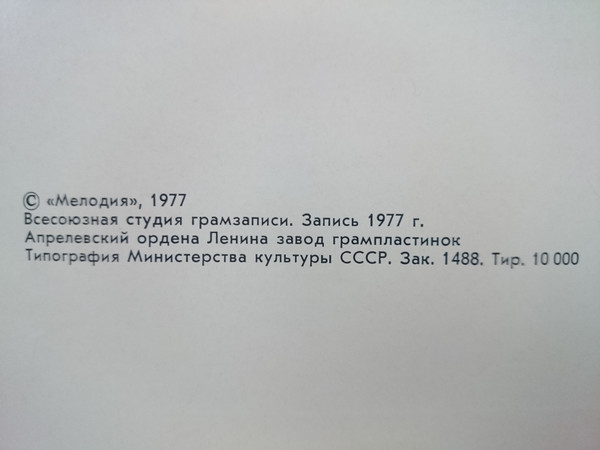 © «Мелодия», 1977
Всесоюзная студия грамзаписи. Запись 1977 г.
Апрелевский ордена Ленина завод грампластинок
Типография Министерства культуры СССР. Зак. 1488. Тир. 10 000